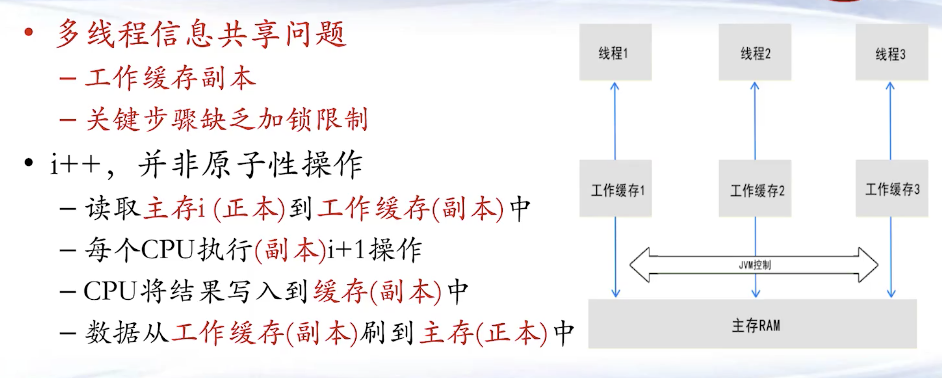 • 多线程信息共享问题
– 工作缓存副本
– 关键步骤缺乏加锁限制
• i++，并非原子性操作
– 读取主存i (正本)到工作缓存(副本)中
– 每个CPU执行(副本)i+1操作
– CPU将结果写入到缓存(副本)中
– 数据从工作缓存(副本)刷到主存(正本)中
线程1
线程2
线程3
工作缓存1
工作缓存2
工作缓存3
JVM控制
主存RAM